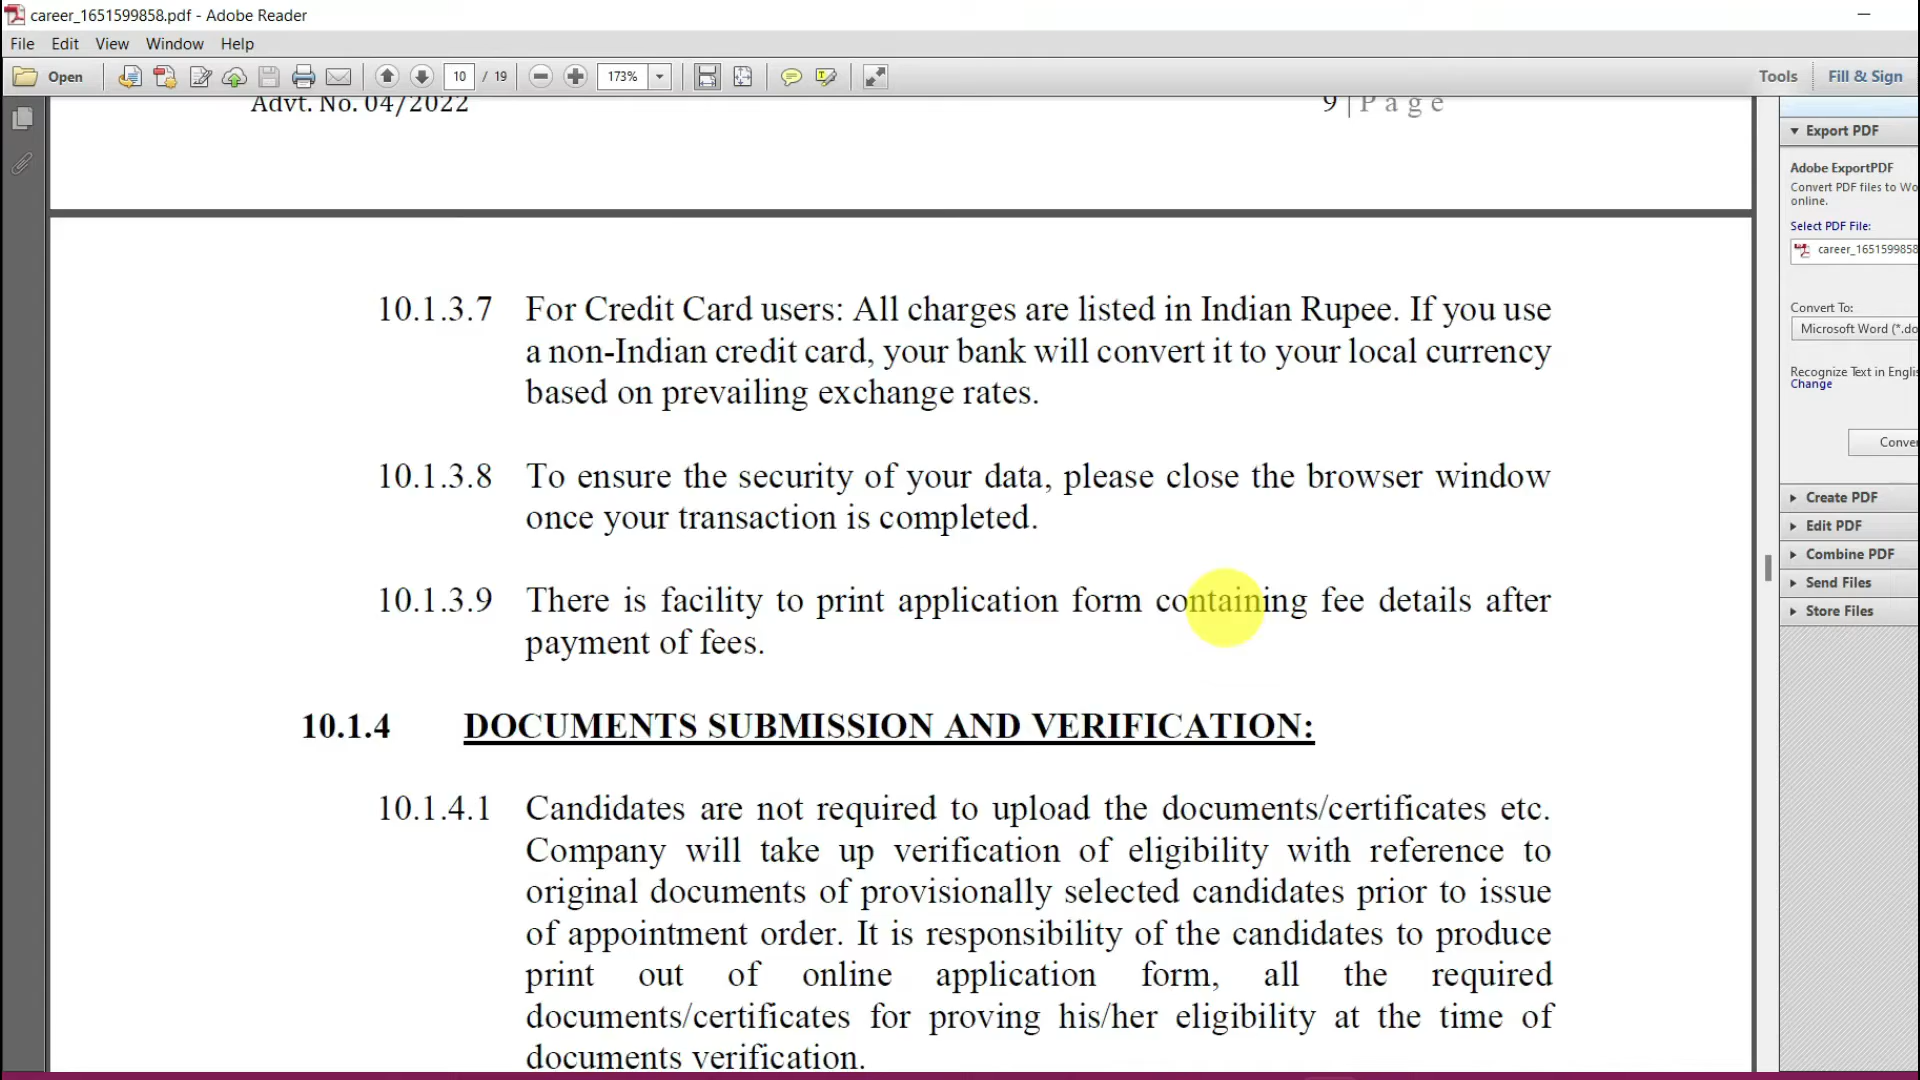 career_1651599858.pdf - Adobe Reader
File Edit View Window Help
Open 10 / 19 173% Tools Fill & Sign
Advt. No. 04/2022 9 | P a g e
10.1.3.7 For Credit Card users: All charges are listed in Indian Rupee. If you use
a non-Indian credit card, your bank will convert it to your local currency
based on prevailing exchange rates.
10.1.3.8 To ensure the security of your data, please close the browser window
once your transaction is completed.
10.1.3.9 There is facility to print application form containing fee details after
payment of fees.
10.1.4 DOCUMENTS SUBMISSION AND VERIFICATION:
10.1.4.1 Candidates are not required to upload the documents/certificates etc.
Company will take up verification of eligibility with reference to
original documents of provisionally selected candidates prior to issue
of appointment order. It is responsibility of the candidates to produce
print out of online application form, all the required
documents/certificates for proving his/her eligibility at the time of
documents verification.
Export PDF
Adobe ExportPDF
Convert PDF files to Wo
online.
Select PDF File:
career_1651599858
Convert To:
Microsoft Word (*.do
Recognize Text in Englis
Change
Conver
Create PDF
Edit PDF
Combine PDF
Send Files
Store Files